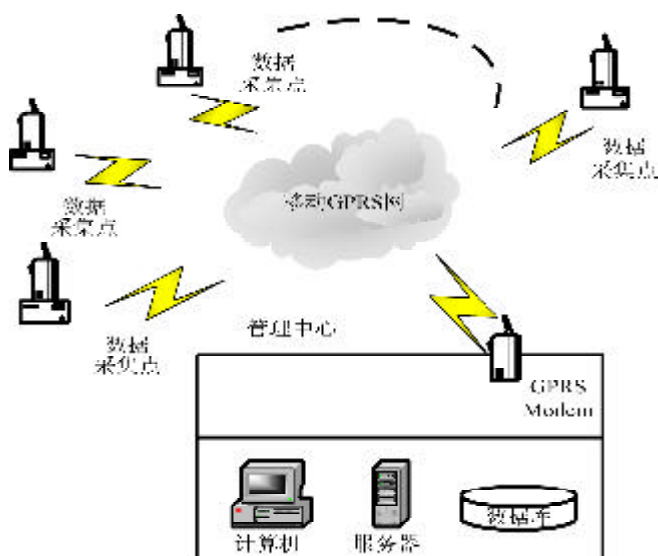 数据
采集点
数据
采集点
数据
采集点
移动GPRS网
管理中心
数据
采集点
GPRS
Modem
计算机
服务器
数据库